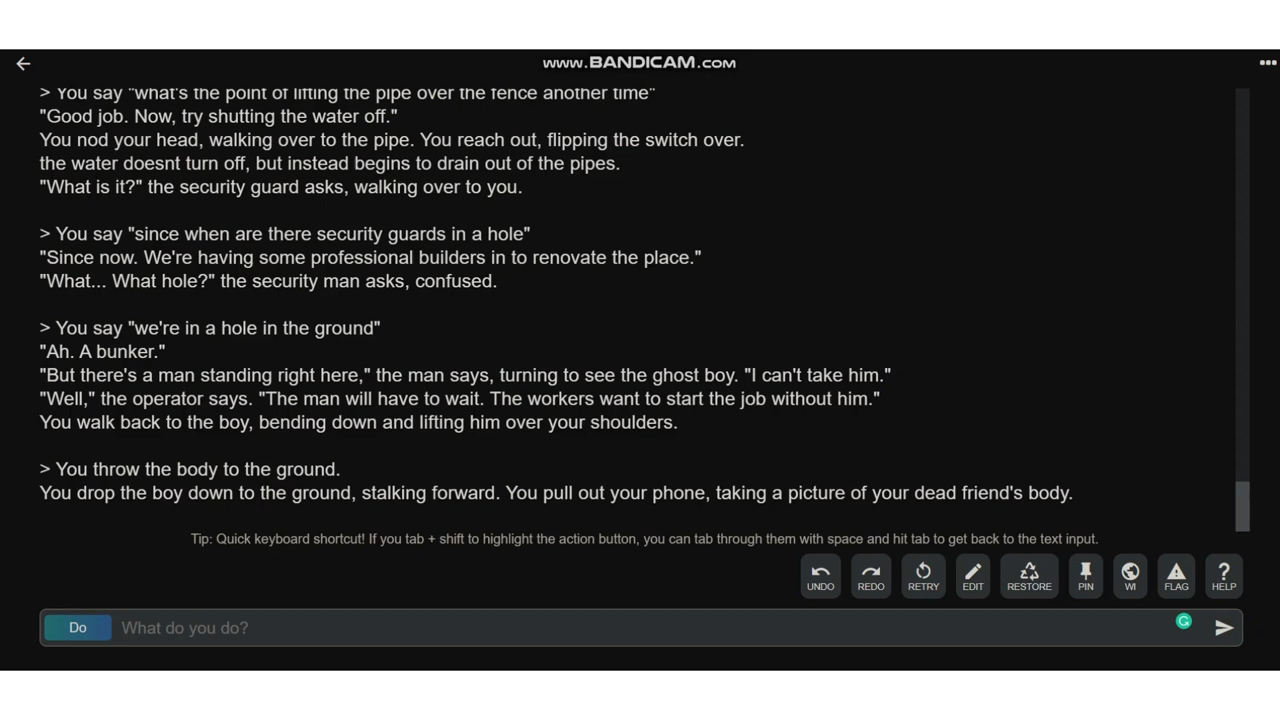 www.BANDICAM.com
> You say "what's the point of lifting the pipe over the fence another time"
"Good job. Now, try shutting the water off."
You nod your head, walking over to the pipe. You reach out, flipping the switch over.
the water doesnt turn off, but instead begins to drain out of the pipes.
"What is it?" the security guard asks, walking over to you.
> You say "since when are there security guards in a hole"
"Since now. We're having some professional builders in to renovate the place."
"What... What hole?" the security man asks, confused.
> You say "we're in a hole in the ground"
"Ah. A bunker."
"But there's a man standing right here," the man says, turning to see the ghost boy. "I can't take him."
"Well," the operator says. "The man will have to wait. The workers want to start the job without him."
You walk back to the boy, bending down and lifting him over your shoulders.
> You throw the body to the ground.
You drop the boy down to the ground, stalking forward. You pull out your phone, taking a picture of your dead friend's body.
Tip: Quick keyboard shortcut! If you tab + shift to highlight the action button, you can tab through them with space and hit tab to get back to the text input.
UNDO REDO RETRY EDIT RESTORE PIN WI FLAG HELP
Do What do you do?